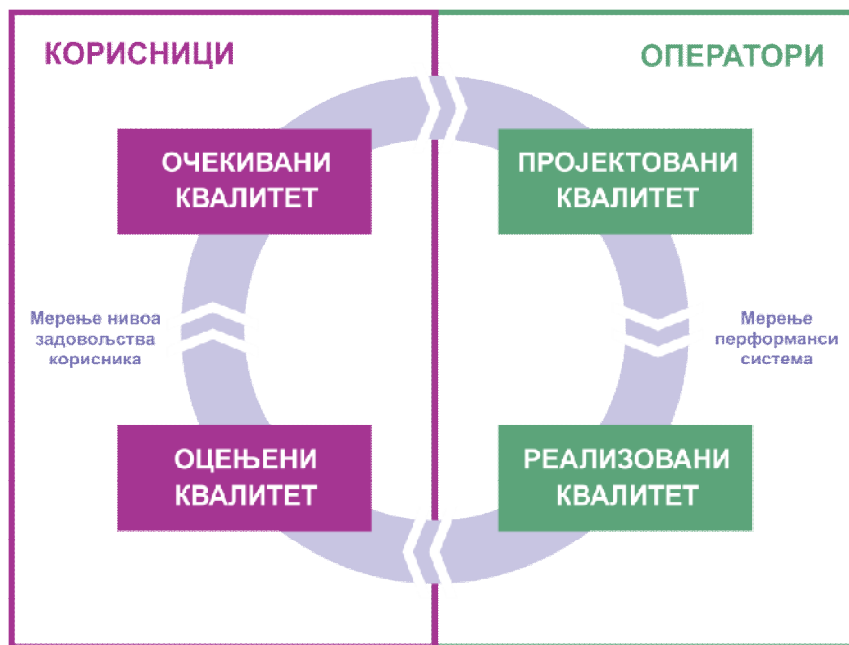 КОРИСНИЦИ
ОПЕРАТОРИ
ОЧЕКИВАНИ
КВАЛИТЕТ
ПРОЈЕКТОВАНИ
КВАЛИТЕТ
Мерење нивоа
задовољства
корисника
Мерење
перформанси
система
ОЦЕЊЕНИ
КВАЛИТЕТ
РЕАЛИЗОВАНИ
КВАЛИТЕТ